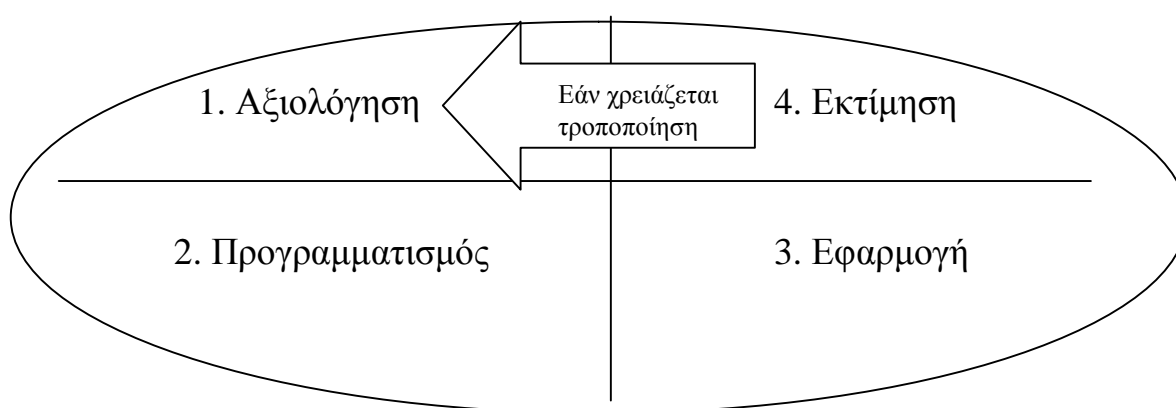 1. Αξιολόγηση
Εάν χρειάζεται
τροποποίηση
4. Εκτίμηση
2. Προγραμματισμός
3. Εφαρμογή